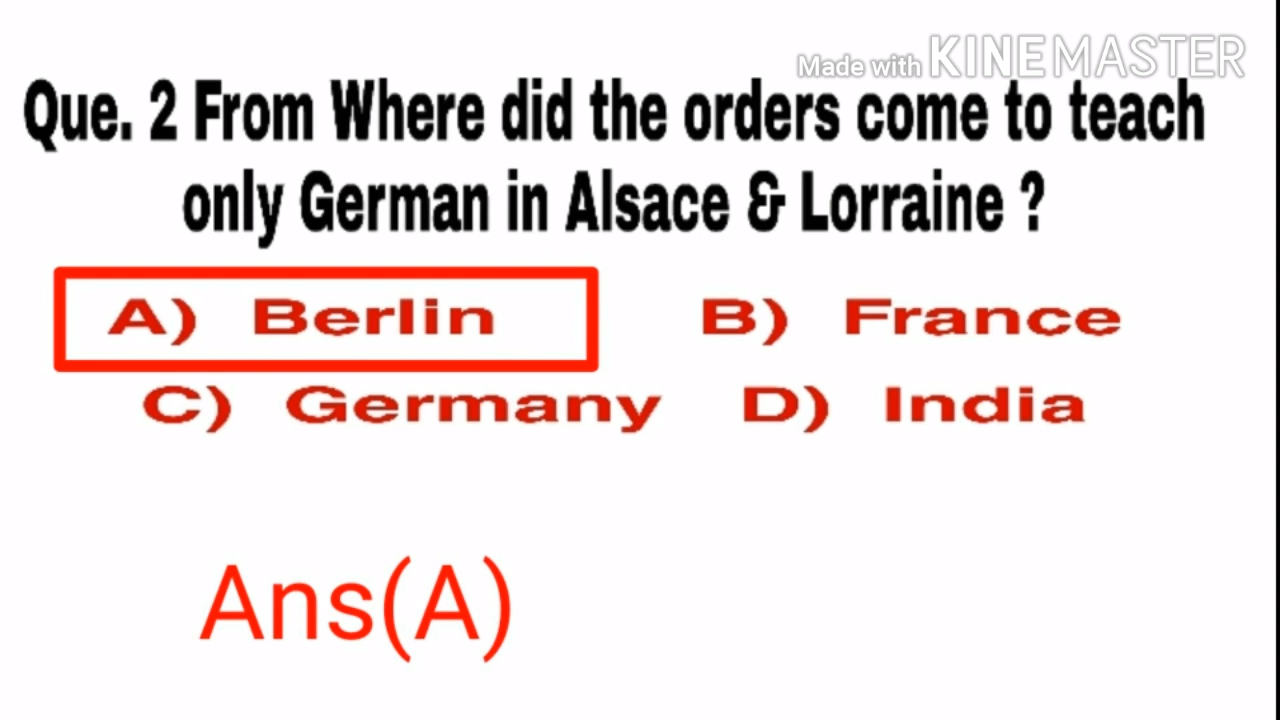 Made with KINEMASTER
Que. 2 From Where did the orders come to teach
only German in Alsace & Lorraine ?
A) Berlin B) France
C) Germany D) India
Ans(A)